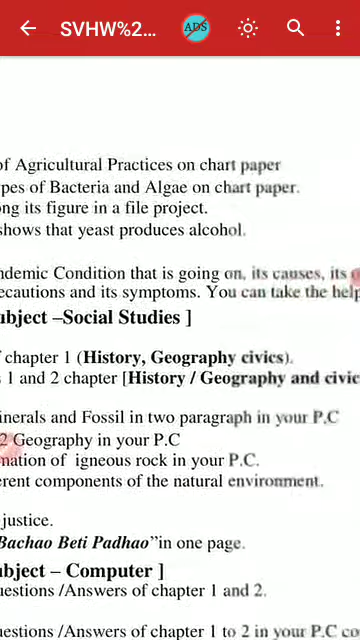 SVHW%2...
ADS
of Agricultural Practices on chart paper
ypes of Bacteria and Algae on chart paper.
ong its figure in a file project.
shows that yeast produces alcohol.
ndemic Condition that is going on, its causes, its
ecautions and its symptoms. You can take the help
ubject –Social Studies ]
f chapter 1 (History, Geography civics).
s 1 and 2 chapter [History / Geography and civic
inerals and Fossil in two paragraph in your P.C
2 Geography in your P.C
nation of igneous rock in your P.C.
erent components of the natural environment.
justice.
Bachao Beti Padhao"in one page.
ubject – Computer ]
uestions /Answers of chapter 1 and 2.
uestions /Answers of chapter 1 to 2 in your P.C co